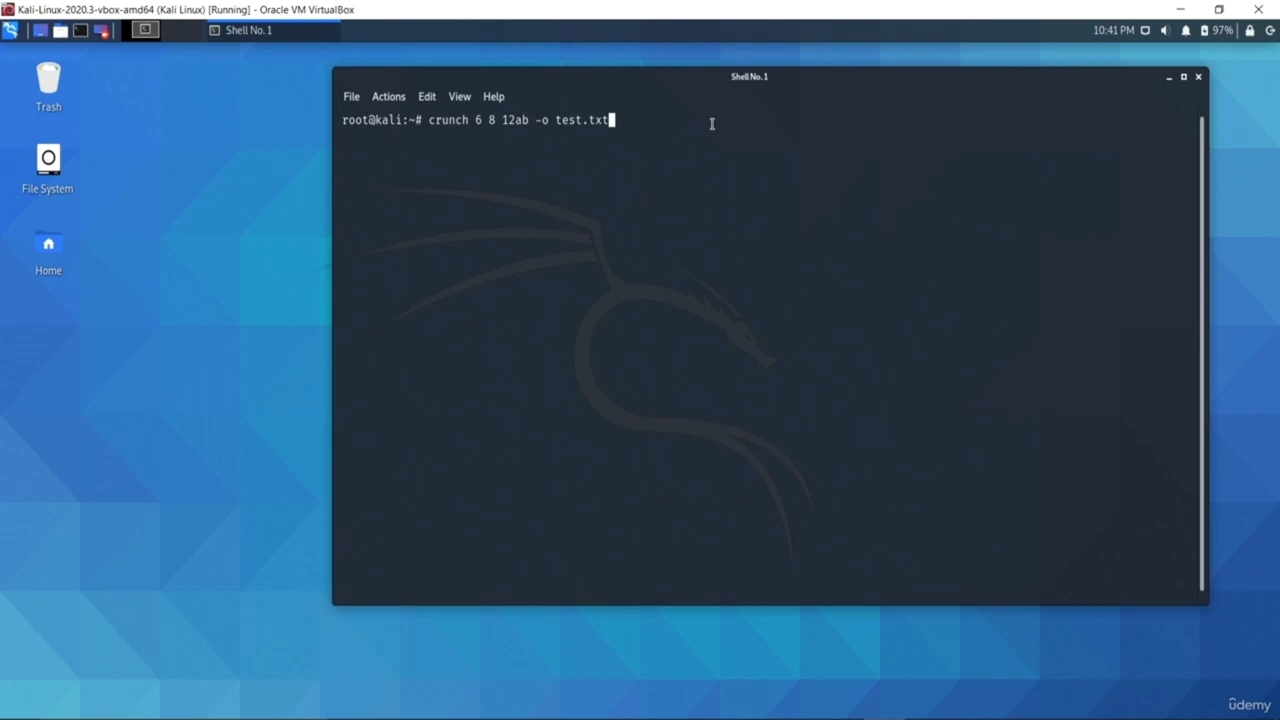 Kali-Linux-2020.3-vbox-amd64 (Kali Linux) [Running] - Oracle VM VirtualBox
Shell No. 1
10:41 PM
97%
Trash
File System
Home
Shell No. 1
File Actions Edit View Help
root@kali:~# crunch 6 8 12ab -o test.txt
ûdemy